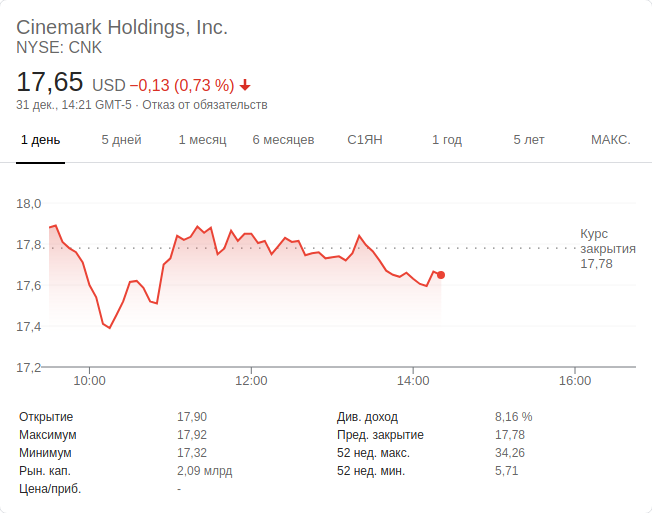 Cinemark Holdings, Inc.
NYSE: CNK
17,65 USD −0,13 (0,73 %)
31 дек., 14:21 GMT-5 · Отказ от обязательств
1 день 5 дней 1 месяц 6 месяцев С1ЯН 1 год 5 лет МАКС.
18,0
17,8
17,6
17,4
17,2
Курс
закрытия
17,78
10:00 12:00 14:00 16:00
Открытие 17,90
Максимум 17,92
Минимум 17,32
Рын. кап. 2,09 млрд
Цена/приб. -
Див. доход 8,16 %
Пред. закрытие 17,78
52 нед. макс. 34,26
52 нед. мин. 5,71